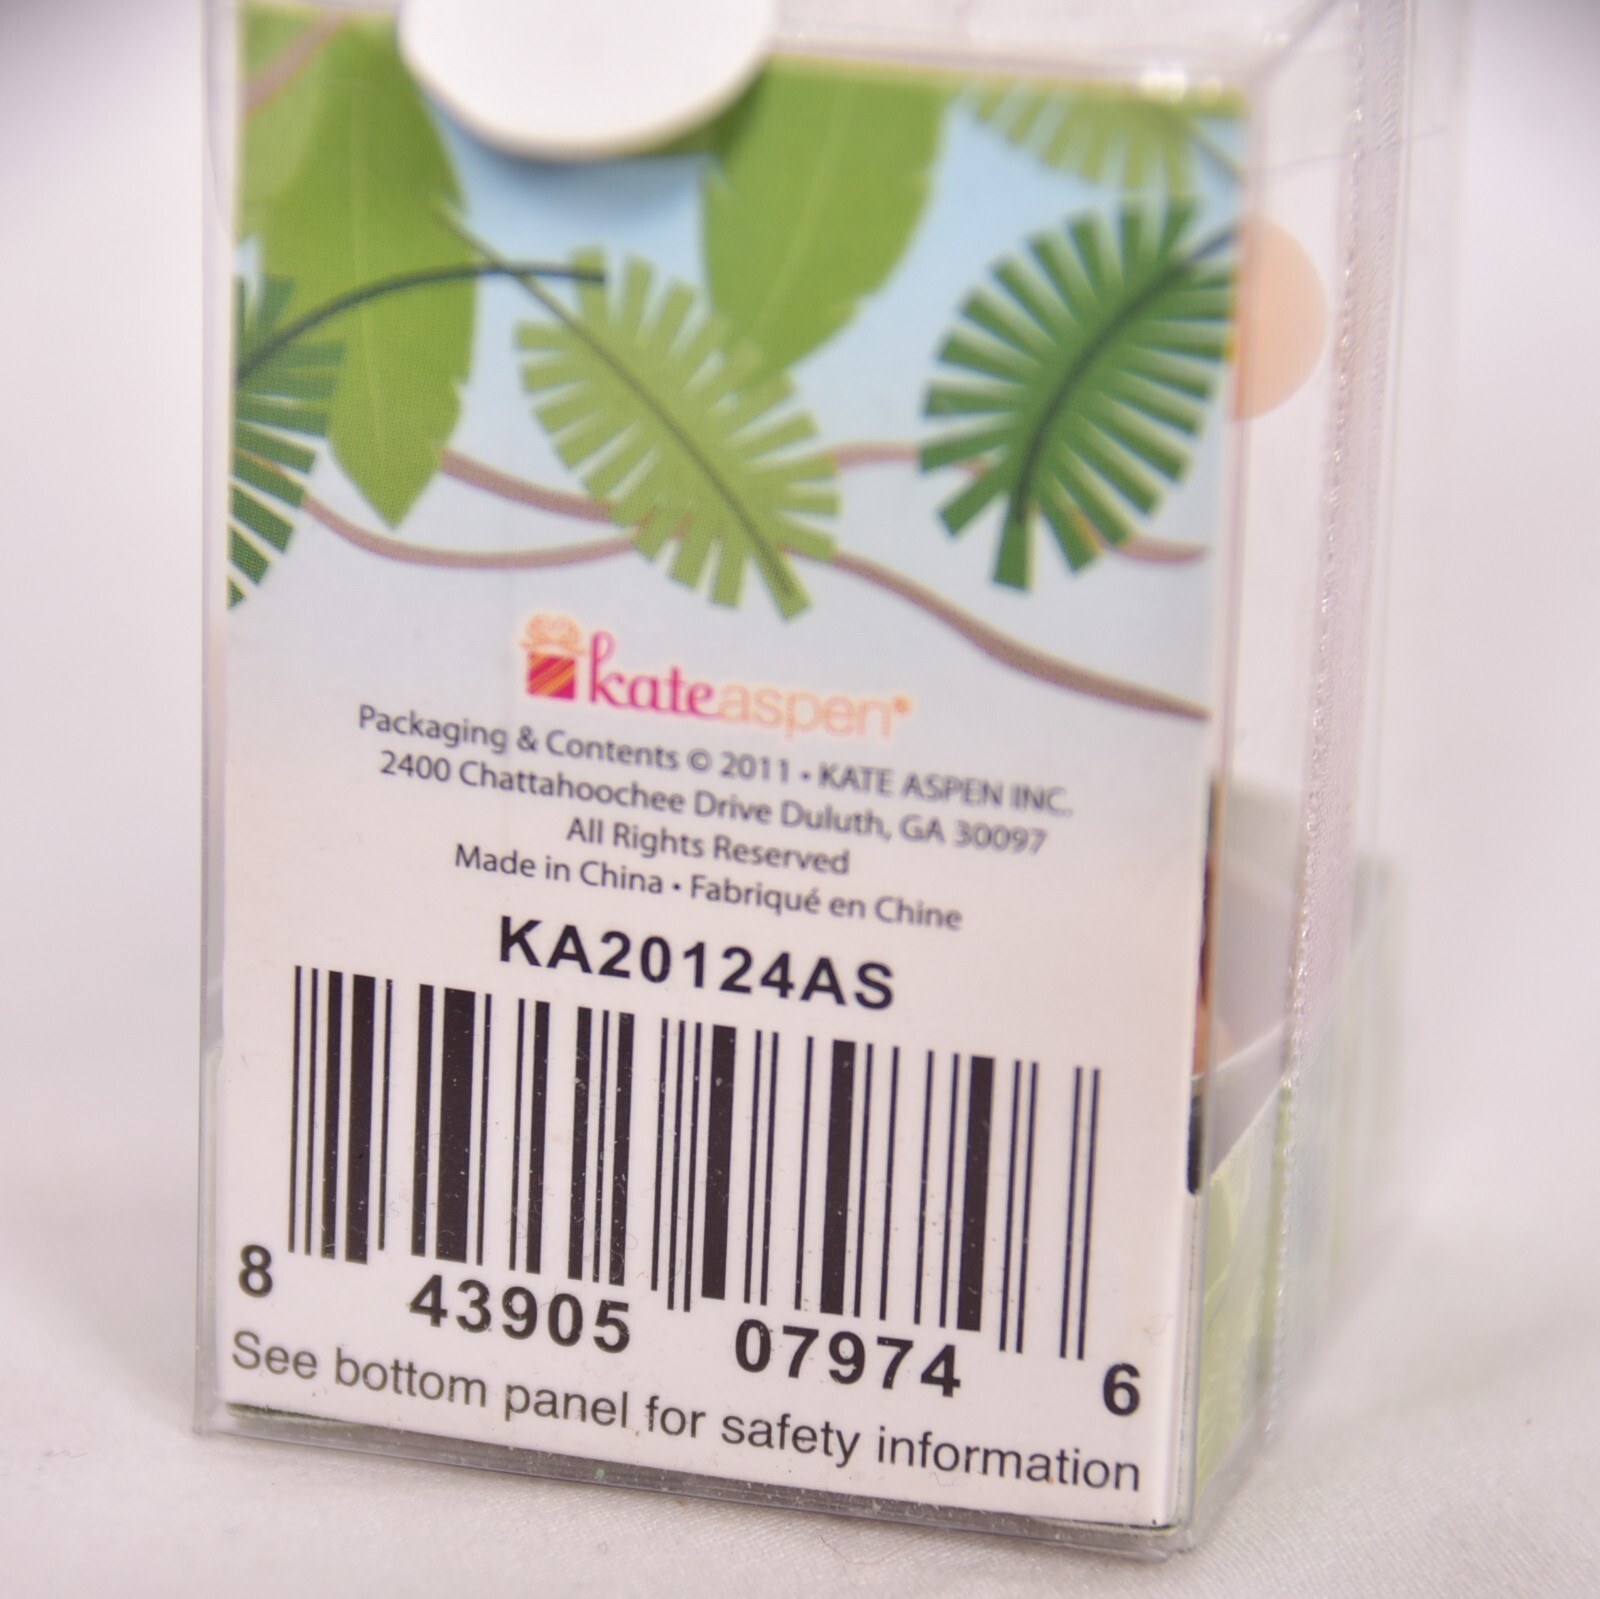 kateaspen®
Packaging & Contents © 2011 • KATE ASPEN INC.
2400 Chattahoochee Drive Duluth, GA 30097
All Rights Reserved
Made in China • Fabriqué en Chine
KA20124AS
8 43905 07974 6
See bottom panel for safety information